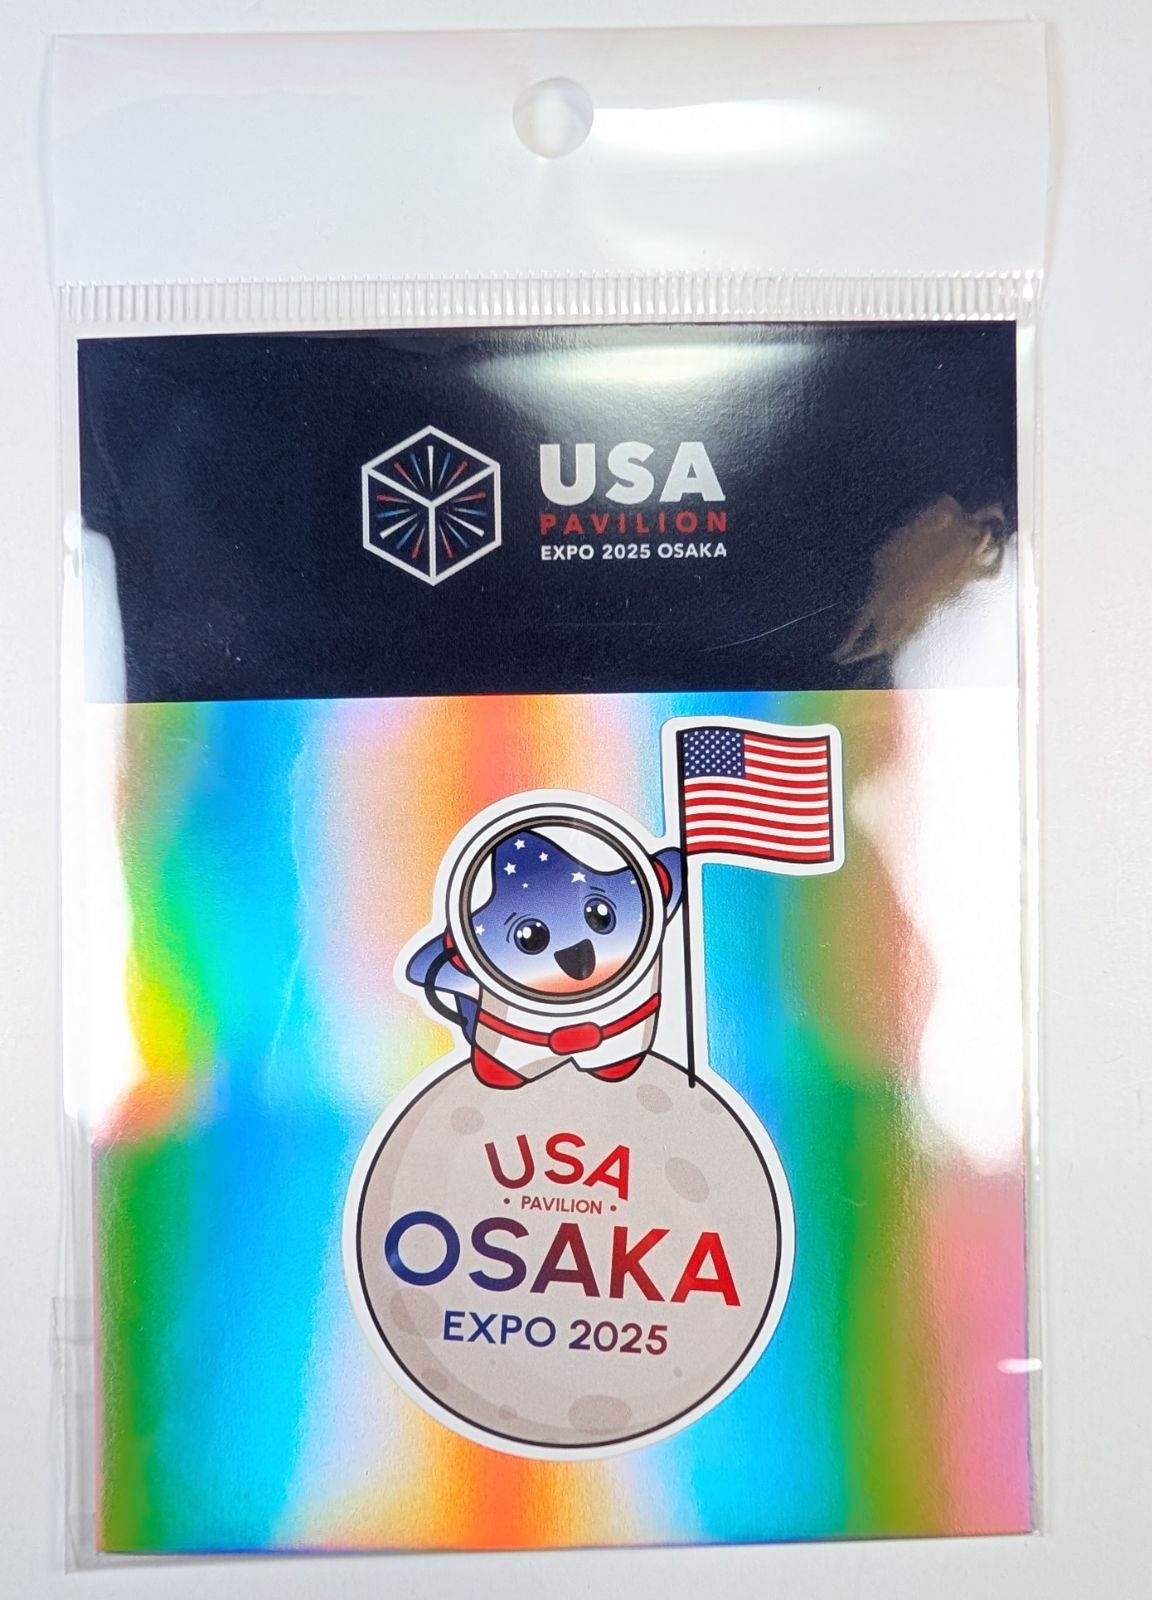 USA
PAVILION
EXPO 2025 OSAKA
USA
• PAVILION •
OSAKA
EXPO 2025